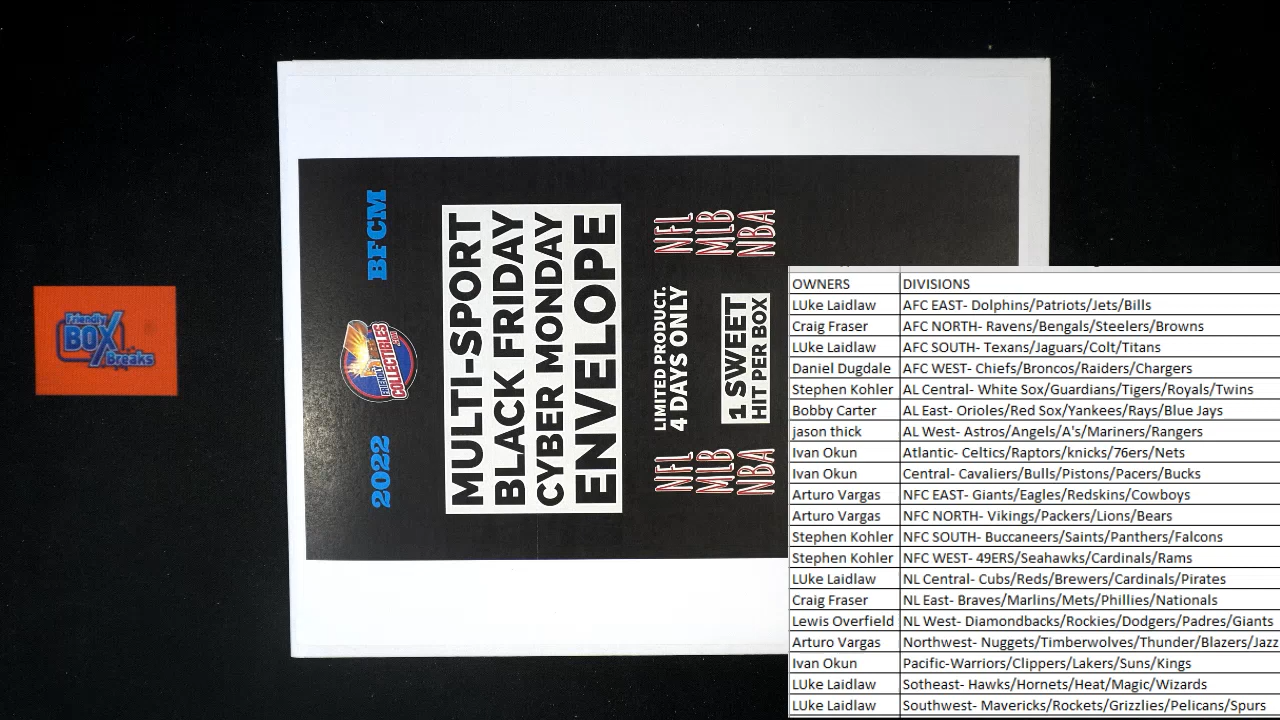 Friendly
BOX
Breaks
2022 BFCM
MULTI-SPORT
BLACK FRIDAY
CYBER MONDAY
ENVELOPE
COLLECTIBLES
LIMITED PRODUCT.
4 DAYS ONLY
1 SWEET
HIT PER BOX
NFL
MLB
NBA
NFL
MLB
NBA
OWNERS DIVISIONS
LUke Laidlaw AFC EAST- Dolphins/Patriots/Jets/Bills
Craig Fraser AFC NORTH- Ravens/Bengals/Steelers/Browns
LUke Laidlaw AFC SOUTH- Texans/Jaguars/Colt/Titans
Daniel Dugdale AFC WEST- Chiefs/Broncos/Raiders/Chargers
Stephen Kohler AL Central- White Sox/Guardians/Tigers/Royals/Twins
Bobby Carter AL East- Orioles/Red Sox/Yankees/Rays/Blue Jays
jason thick AL West- Astros/Angels/A's/Mariners/Rangers
Ivan Okun Atlantic- Celtics/Raptors/knicks/76ers/Nets
Ivan Okun Central- Cavaliers/Bulls/Pistons/Pacers/Bucks
Arturo Vargas NFC EAST- Giants/Eagles/Redskins/Cowboys
Arturo Vargas NFC NORTH- Vikings/Packers/Lions/Bears
Stephen Kohler NFC SOUTH- Buccaneers/Saints/Panthers/Falcons
Stephen Kohler NFC WEST- 49ERS/Seahawks/Cardinals/Rams
LUke Laidlaw NL Central- Cubs/Reds/Brewers/Cardinals/Pirates
Craig Fraser NL East- Braves/Marlins/Mets/Phillies/Nationals
Lewis Overfield NL West- Diamondbacks/Rockies/Dodgers/Padres/Giants
Arturo Vargas Northwest- Nuggets/Timberwolves/Thunder/Blazers/Jazz
Ivan Okun Pacific-Warriors/Clippers/Lakers/Suns/Kings
LUke Laidlaw Sotheast- Hawks/Hornets/Heat/Magic/Wizards
LUke Laidlaw Southwest- Mavericks/Rockets/Grizzlies/Pelicans/Spurs